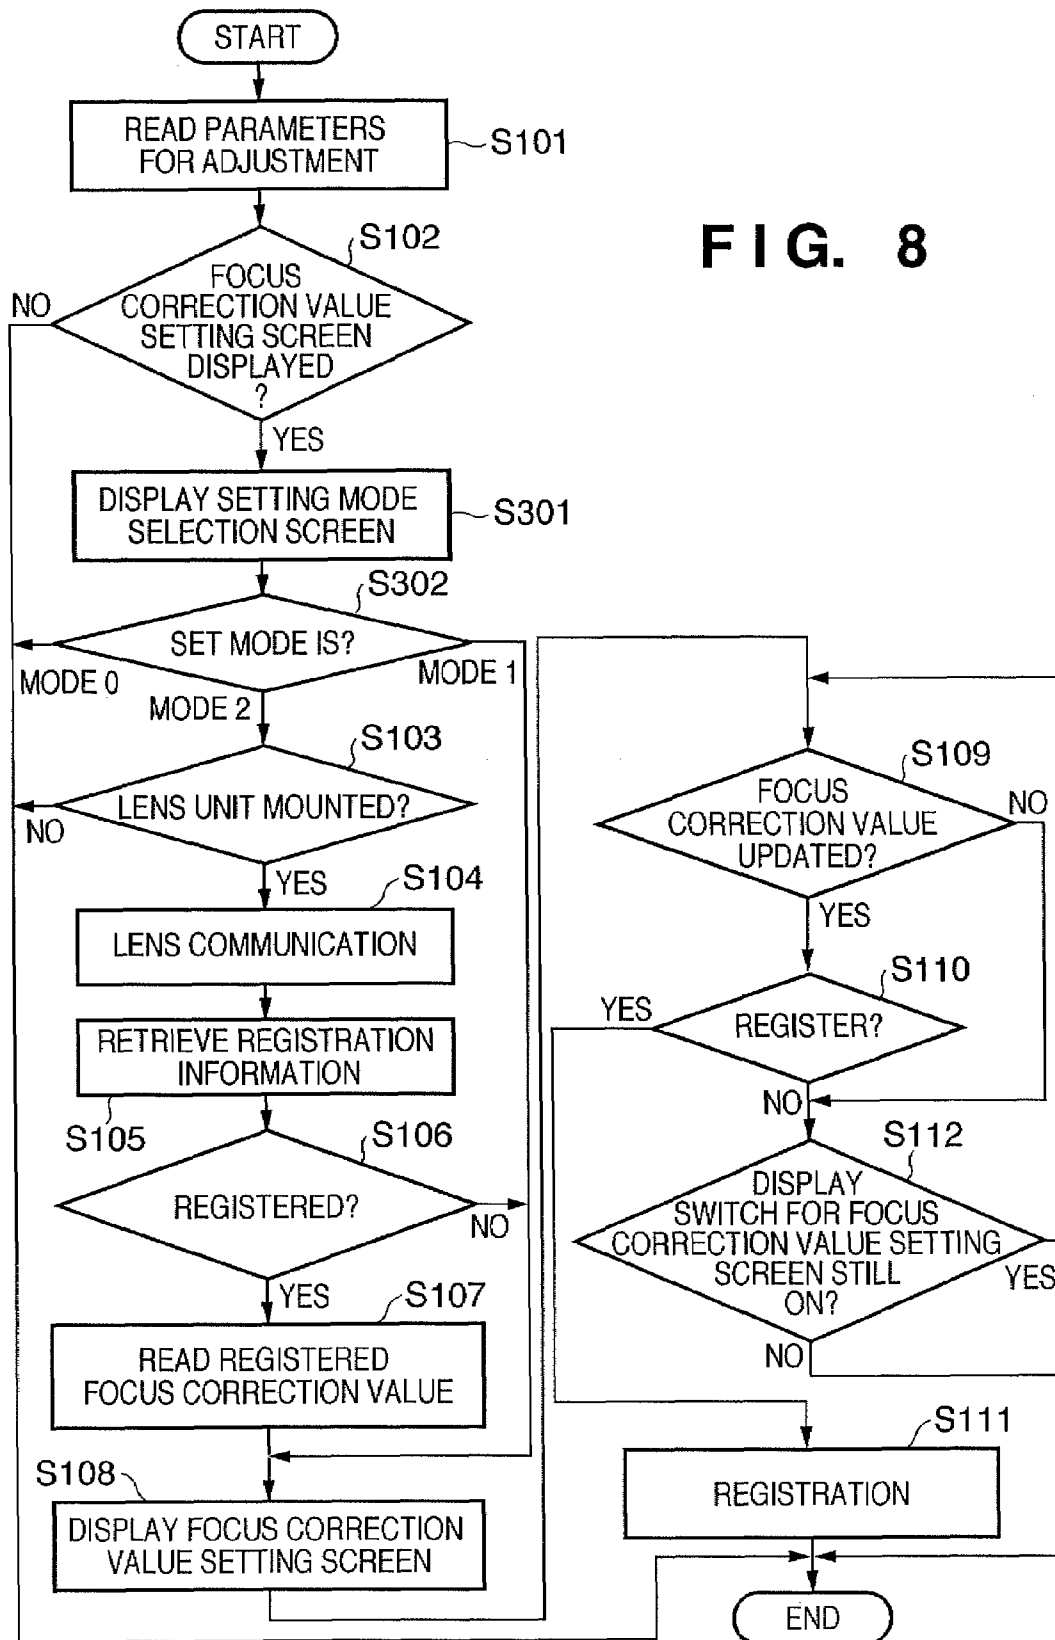 START
READ PARAMETERS
FOR ADJUSTMENT
S101
FIG. 8
S102
FOCUS
CORRECTION VALUE
SETTING SCREEN
DISPLAYED
?
NO
YES
DISPLAY SETTING MODE
SELECTION SCREEN
S301
S302
SET MODE IS?
MODE 0
MODE 1
MODE 2
S103
LENS UNIT MOUNTED?
NO
YES
S104
LENS COMMUNICATION
RETRIEVE REGISTRATION
INFORMATION
S105
S106
REGISTERED?
NO
YES
S107
READ REGISTERED
FOCUS CORRECTION VALUE
S108
DISPLAY FOCUS CORRECTION
VALUE SETTING SCREEN
S109
FOCUS
CORRECTION VALUE
UPDATED?
NO
YES
S110
REGISTER?
YES
NO
S112
DISPLAY
SWITCH FOR FOCUS
CORRECTION VALUE SETTING
SCREEN STILL
ON?
YES
NO
S111
REGISTRATION
END